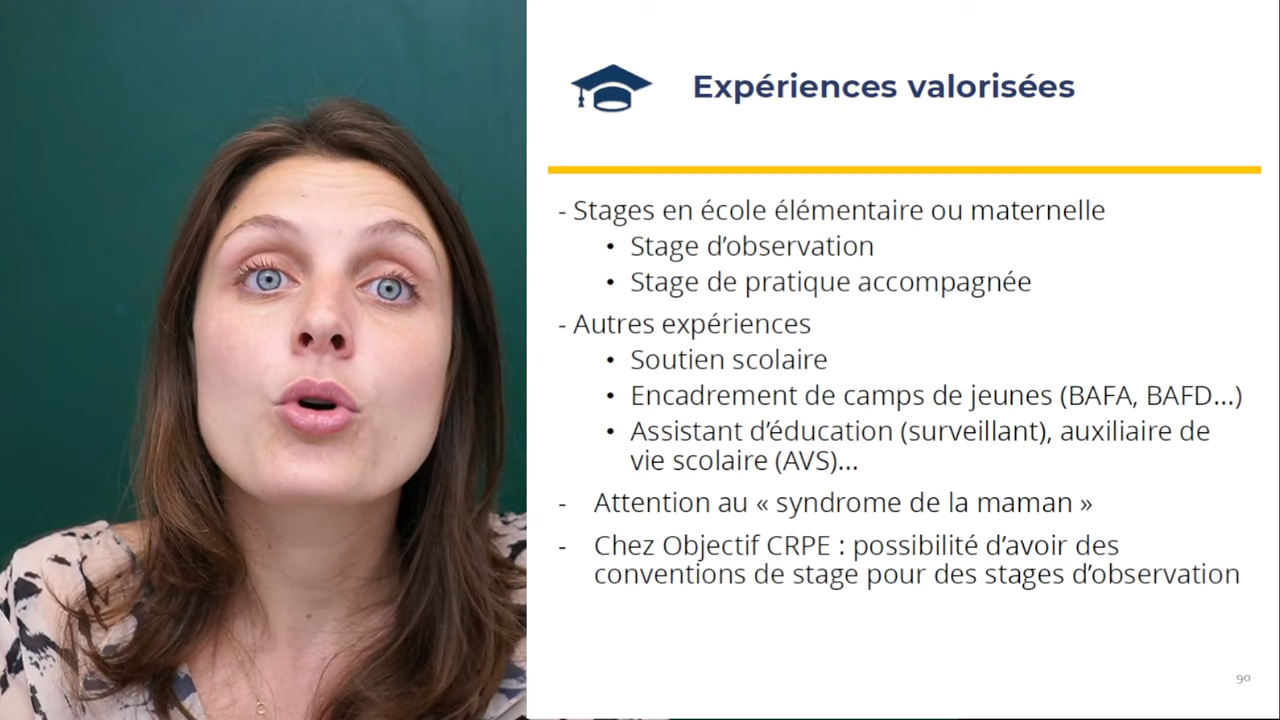 Expériences valorisées
- Stages en école élémentaire ou maternelle
• Stage d’observation
• Stage de pratique accompagnée
- Autres expériences
• Soutien scolaire
• Encadrement de camps de jeunes (BAFA, BAFD...)
• Assistant d’éducation (surveillant), auxiliaire de
vie scolaire (AVS)...
- Attention au « syndrome de la maman »
- Chez Objectif CRPE : possibilité d’avoir des
conventions de stage pour des stages d’observation
90